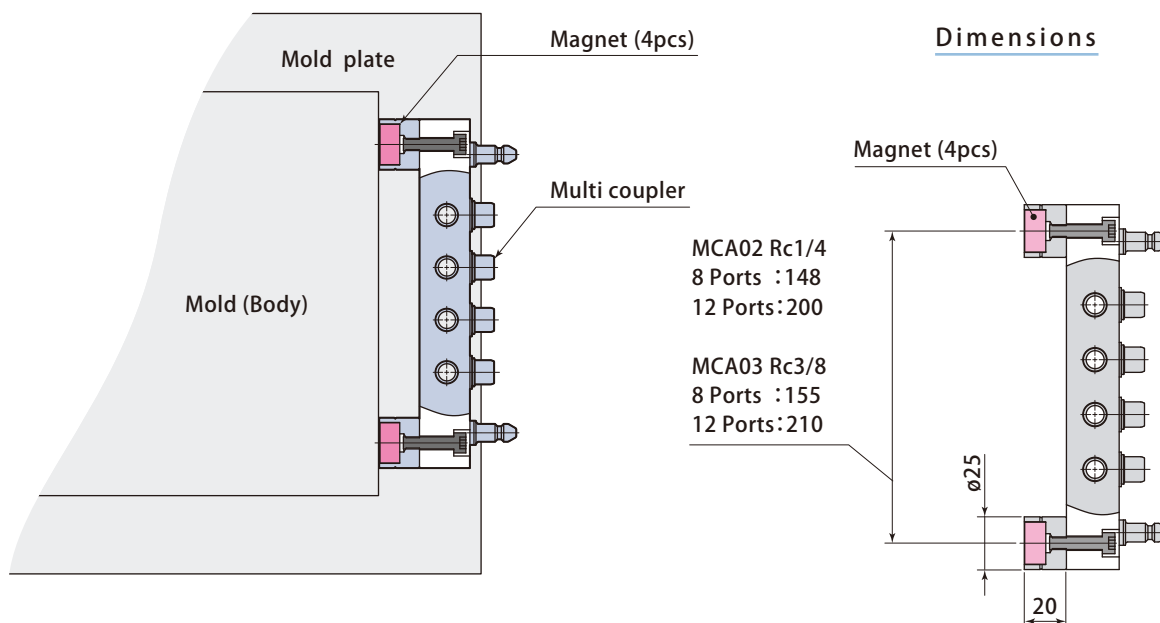 Mold plate
Magnet (4pcs)
Multi coupler
Mold (Body)
Dimensions
Magnet (4pcs)
MCA02 Rc1/4
8 Ports :148
12 Ports:200
MCA03 Rc3/8
8 Ports :155
12 Ports:210
ø25
20